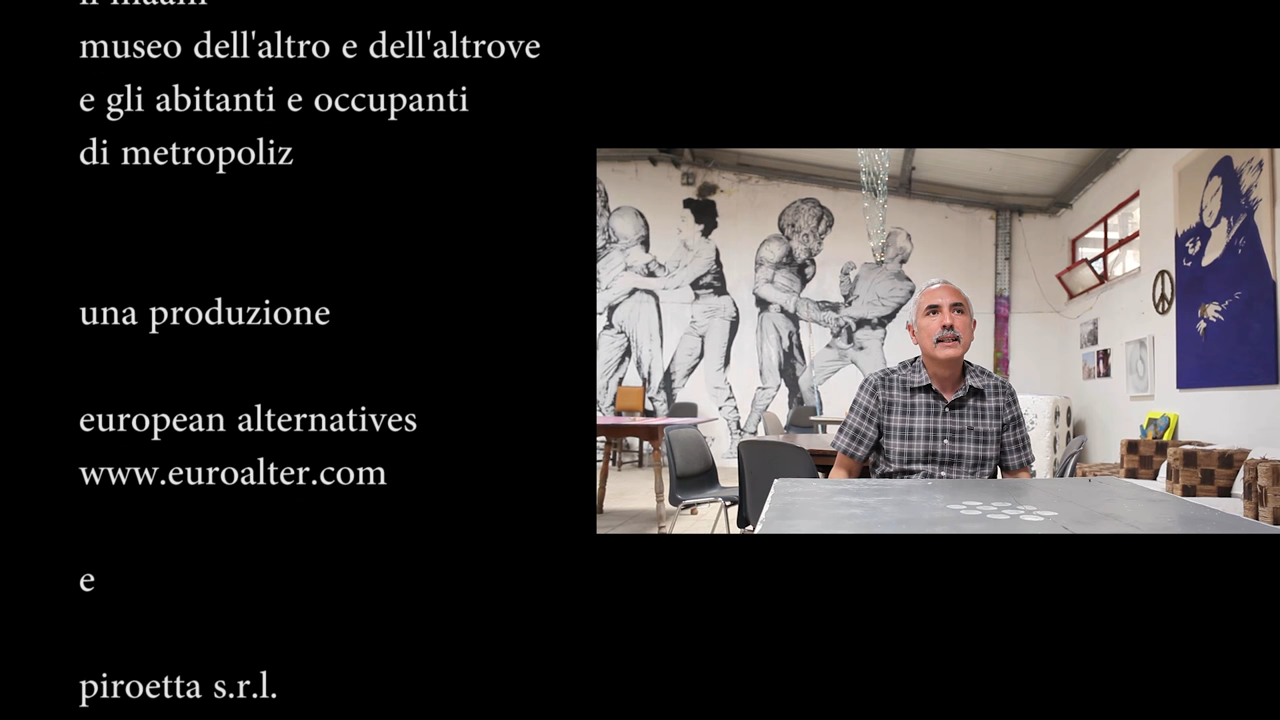 museo dell'altro e dell'altrove
e gli abitanti e occupanti
di metropoliz
una produzione
european alternatives
www.euroalter.com
e
piroetta s.r.l.